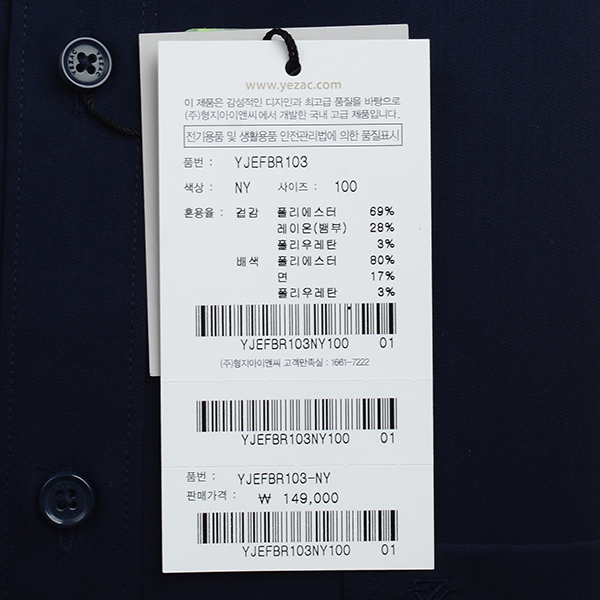 YEZAC
www.yezac.com
이 제품은 감성적인 디자인과 최고급 품질을 바탕으로
(주)형지아이앤씨에서 개발한 국내 고급 제품입니다.
전기용품 및 생활용품 안전관리법에 의한 품질표시
품번 : YJEFBR103
색상 : NY 사이즈 : 100
혼용율 : 겉감 폴리에스터 69%
레이온(뱀부) 28%
폴리우레탄 3%
배색 폴리에스터 80%
면 17%
폴리우레탄 3%
YJEFBR103NY100 01
(주)형지아이앤씨 고객만족실 : 1661-7222
YJEFBR103NY100 01
품번 : YJEFBR103-NY
판매가격 : ₩ 149,000
YJEFBR103NY100 01